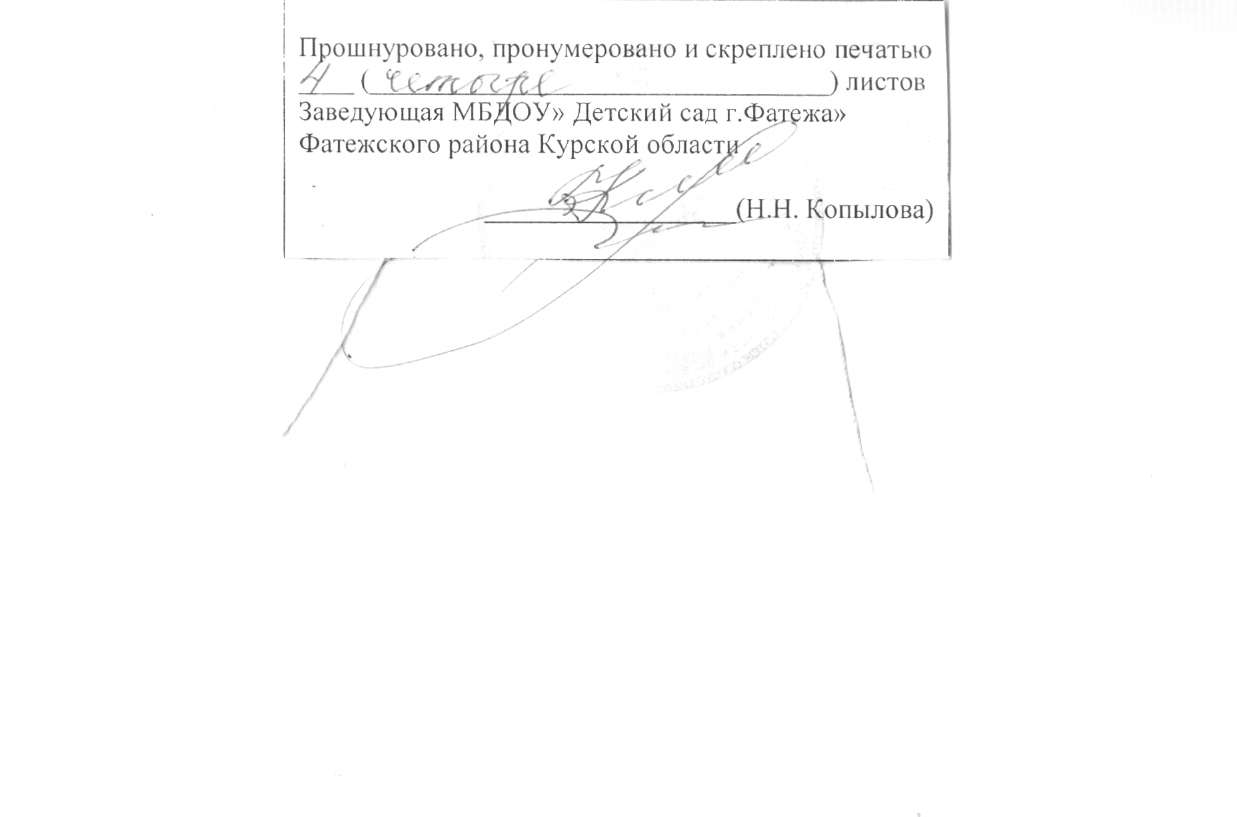 Прошнуровано, пронумеровано и скреплено печатью
4 ( четыре ) листов
Заведующая МБДОУ» Детский сад г.Фатежа»
Фатежского района Курской области
(Н.Н. Копылова)